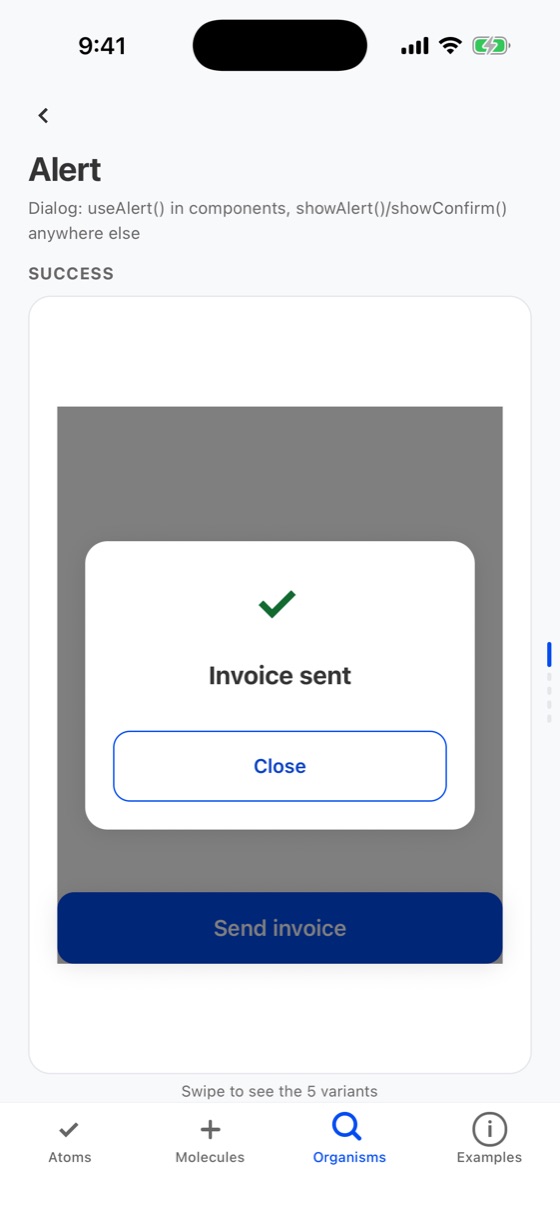 9:41
Alert
Dialog: useAlert() in components, showAlert()/showConfirm()
anywhere else
SUCCESS
Invoice sent
Close
Send invoice
Swipe to see the 5 variants
Atoms
Molecules
Organisms
Examples